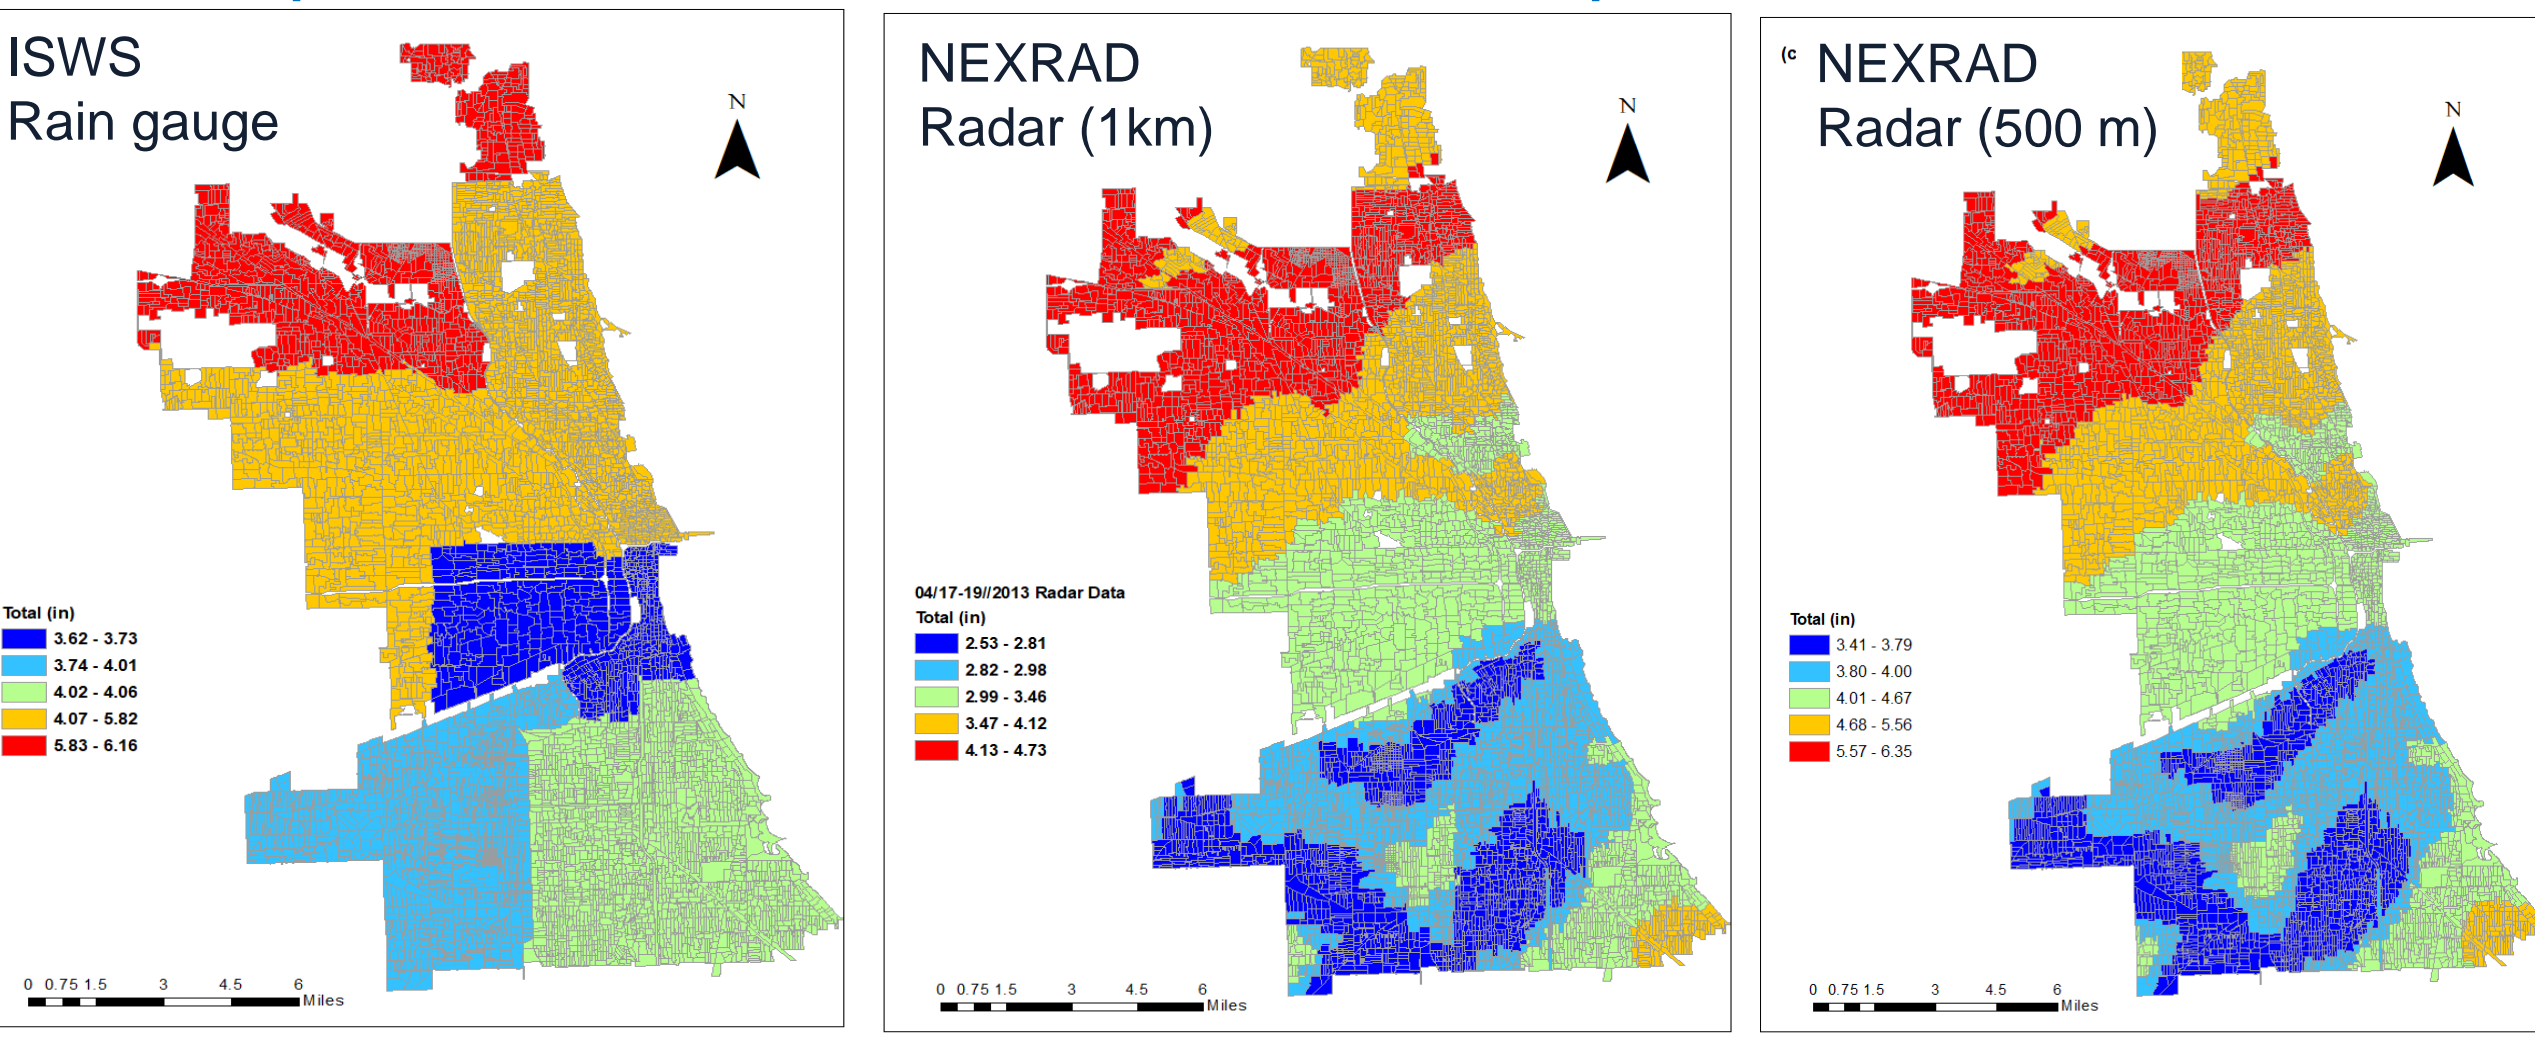 ISWS
Rain gauge
N
Total (in)
3.62 - 3.73
3.74 - 4.01
4.02 - 4.06
4.07 - 5.82
5.83 - 6.16
0 0.75 1.5 3 4.5 6
Miles
NEXRAD
Radar (1km)
N
04/17-19//2013 Radar Data
Total (in)
2.53 - 2.81
2.82 - 2.98
2.99 - 3.46
3.47 - 4.12
4.13 - 4.73
0 0.75 1.5 3 4.5 6
Miles
(c NEXRAD
Radar (500 m)
N
Total (in)
3.41 - 3.79
3.80 - 4.00
4.01 - 4.67
4.68 - 5.56
5.57 - 6.35
0 0.75 1.5 3 4.5 6
Miles